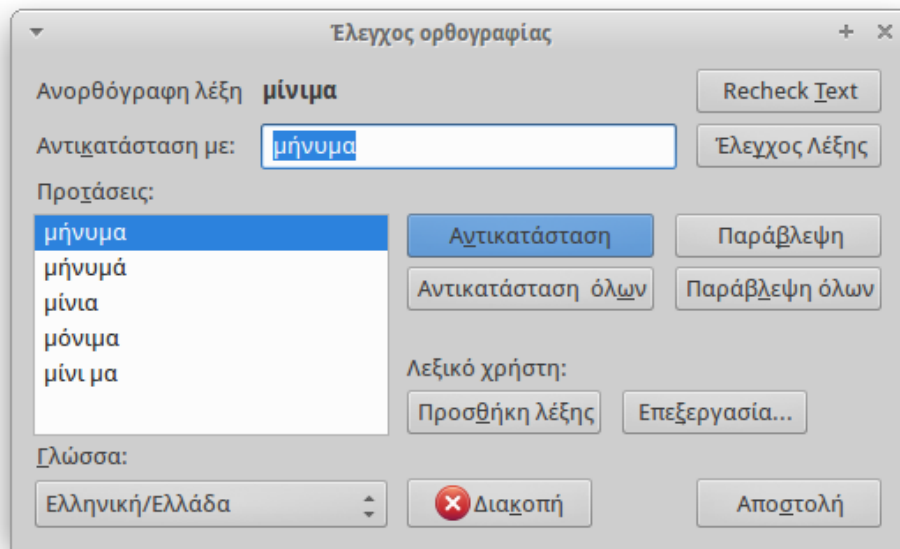 Έλεγχος ορθογραφίας
Ανορθόγραφη λέξη μίνιμα
Recheck Text
Αντικατάσταση με: μήνυμα
Έλεγχος Λέξης
Προτάσεις:
μήνυμα
μήνυμά
μίνια
μόνιμα
μίνι μα
Αντικατάσταση
Παράβλεψη
Αντικατάσταση όλων
Παράβλεψη όλων
Λεξικό χρήστη:
Προσθήκη λέξης
Επεξεργασία...
Γλώσσα:
Ελληνική/Ελλάδα
Διακοπή
Αποστολή